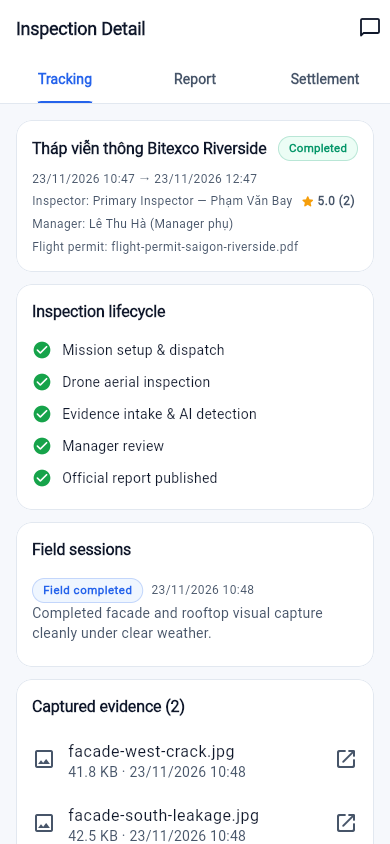 Inspection Detail
Tracking
Report
Settlement
Tháp viễn thông Bitexco Riverside
Completed
23/11/2026 10:47 → 23/11/2026 12:47
Inspector: Primary Inspector — Phạm Văn Bay
5.0 (2)
Manager: Lê Thu Hà (Manager phụ)
Flight permit: flight-permit-saigon-riverside.pdf
Inspection lifecycle
Mission setup & dispatch
Drone aerial inspection
Evidence intake & AI detection
Manager review
Official report published
Field sessions
Field completed
23/11/2026 10:48
Completed facade and rooftop visual capture
cleanly under clear weather.
Captured evidence (2)
facade-west-crack.jpg
41.8 KB · 23/11/2026 10:48
facade-south-leakage.jpg
42.5 KB · 23/11/2026 10:48